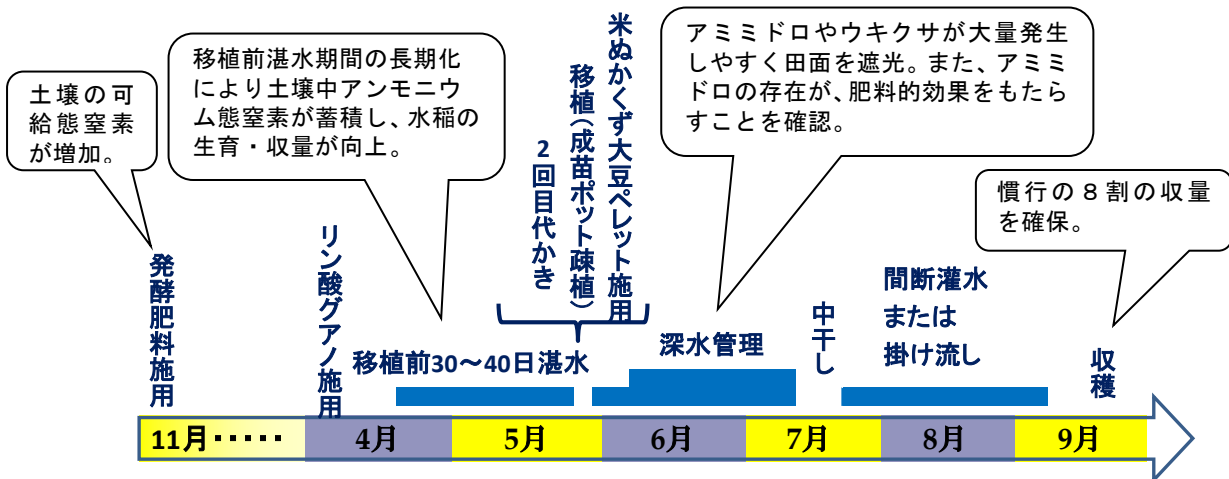 土壌の可
給態窒素
が増加。
移植前湛水期間の長期化
により土壌中アンモニウ
ム態窒素が蓄積し、水稲の
生育・収量が向上。
アミミドロやウキクサが大量発生
しやすく田面を遮光。また、アミミ
ドロの存在が、肥料的効果をもたら
すことを確認。
慣行の８割の収量
を確保。
発酵肥料施用
リン酸グアノ施用
移植前30～40日湛水
米ぬかくず大豆ペレット施用
移植（成苗ポット疎植）
２回目代かき
深水管理
中干し
間断灌水
または
掛け流し
収穫
11月･････
4月
5月
6月
7月
8月
9月